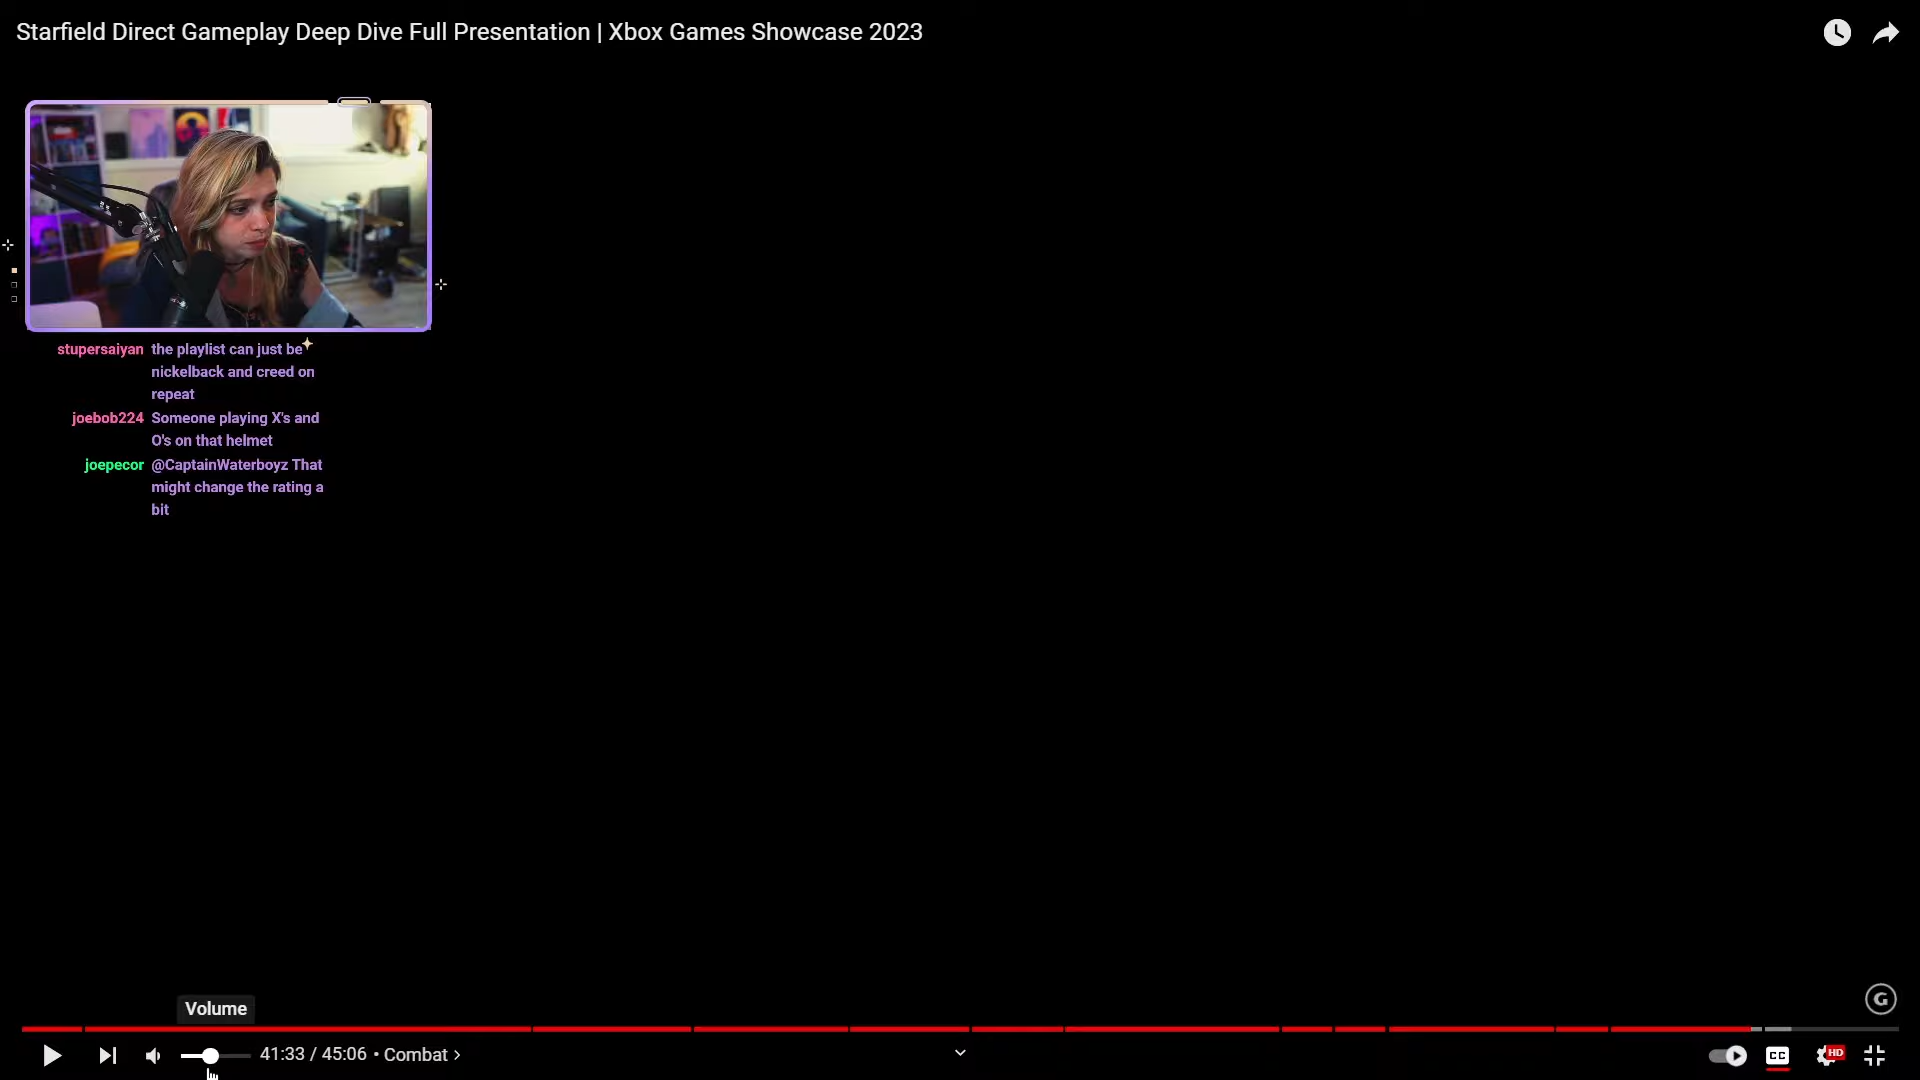 Starfield Direct Gameplay Deep Dive Full Presentation | Xbox Games Showcase 2023
stupersaiyan the playlist can just be
nickelback and creed on
repeat
joebob224 Someone playing X's and
O's on that helmet
joepecor @CaptainWaterboyz That
might change the rating a
bit
G
Volume
41:33 / 45:06 • Combat ›
CC
HD